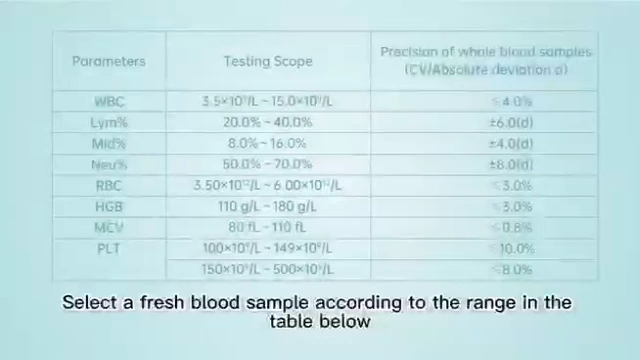 Parameters Testing Scope Precision of whole blood samples (CV/Absolute deviation d)
WBC 3.5×10⁹/L ~ 15.0×10⁹/L ≤4.0%
Lym% 20.0% ~ 40.0% ±6.0(d)
Mid% 8.0% ~ 16.0% ±4.0(d)
Neu% 50.0% ~ 70.0% ±8.0(d)
RBC 3.50×10¹²/L ~ 6.00×10¹²/L ≤3.0%
HGB 110 g/L ~ 180 g/L ≤3.0%
MCV 80 fL ~ 110 fL ≤0.8%
PLT 100×10⁹/L ~ 149×10⁹/L ≤10.0%
150×10⁹/L ~ 500×10⁹/L ≤8.0%
Select a fresh blood sample according to the range in the
table below